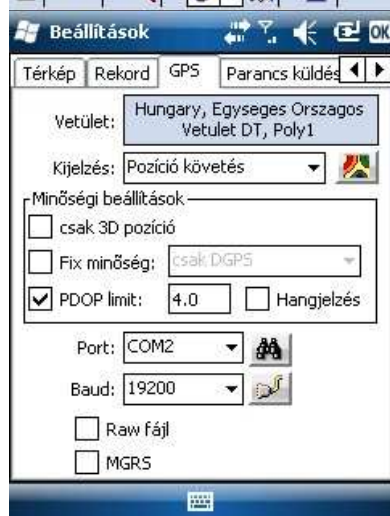 Beállítások
OK
Térkép Rekord GPS Parancs küldés
Vetület: Hungary, Egyseges Orszagos
Vetulet DT, Poly1
Kijelzés: Pozíció követés
Minőségi beállítások
csak 3D pozíció
Fix minőség: csak DGPS
PDOP limit: 4.0 Hangjelzés
Port: COM2
Baud: 19200
Raw fájl
MGRS